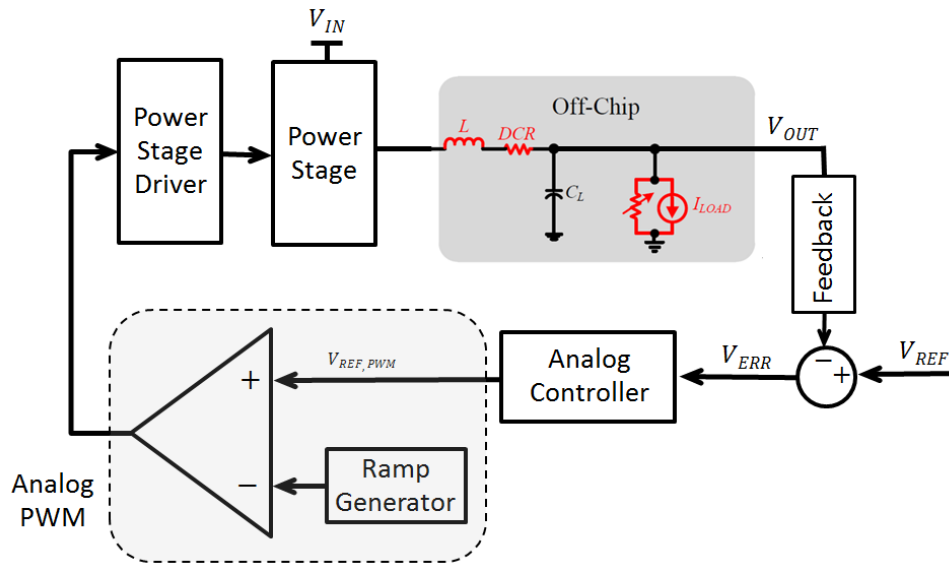 V_IN
Power
Stage
Driver
Power
Stage
Off-Chip
L
DCR
C_L
I_LOAD
V_OUT
Feedback
−
+
V_REF
V_ERR
Analog
Controller
V_REF,PWM
+
−
Ramp
Generator
Analog
PWM